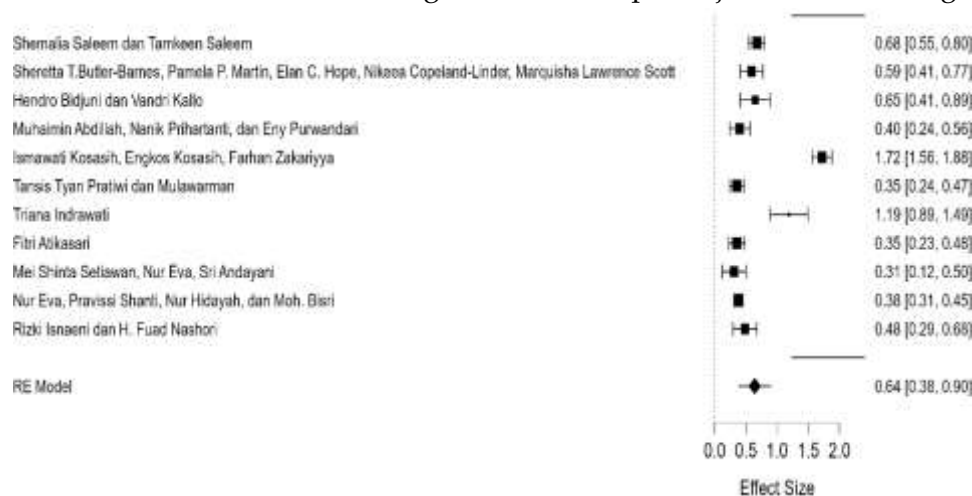 Shemalia Saleem dan Tamkeen Saleem 0.68 [0.55, 0.80]
Sheretta T.Butler-Barnes, Pamela P. Martin, Elan C. Hope, Nikeea Copeland-Linder, Marquisha Lawrence Scott 0.59 [0.41, 0.77]
Hendro Bidjuni dan Vandri Kallo 0.65 [0.41, 0.89]
Muhaimin Abdillah, Nanik Prihartanti, dan Eny Purwandari 0.40 [0.24, 0.56]
Ismawati Kosasih, Engkos Kosasih, Farhan Zakariyya 1.72 [1.56, 1.88]
Tansis Tyan Pratiwi dan Mulawarman 0.35 [0.24, 0.47]
Triana Indrawati 1.19 [0.89, 1.49]
Fitri Atikasari 0.35 [0.23, 0.48]
Mei Shinta Setiawan, Nur Eva, Sri Andayani 0.31 [0.12, 0.50]
Nur Eva, Pravissi Shanti, Nur Hidayah, dan Moh. Bisri 0.38 [0.31, 0.45]
Rizki Isnaeni dan H. Fuad Nashori 0.48 [0.29, 0.68]
RE Model 0.64 [0.38, 0.90]
0.0 0.5 1.0 1.5 2.0
Effect Size